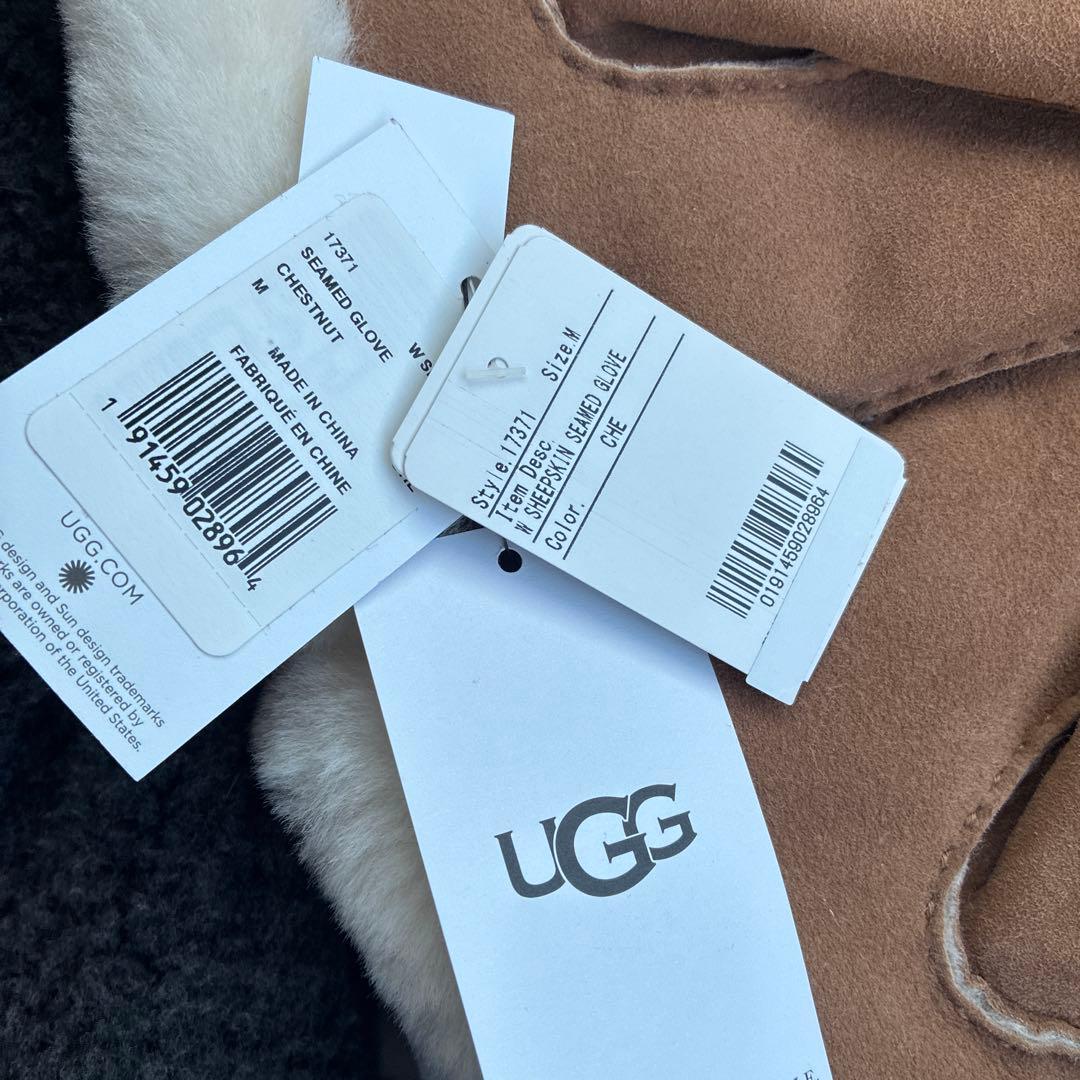 17371
SEAMED GLOVE
CHESTNUT
M
W S
MADE IN CHINA
FABRIQUÉ EN CHINE
1 91459 02896 4
UGG.COM
design and Sun design trademarks
are owned or registered by
orporation of the United States.
Style. 17371 Size. M
Item Desc.
W SHEEPSKIN SEAMED GLOVE
Color. CHE
0191459028964
UGG